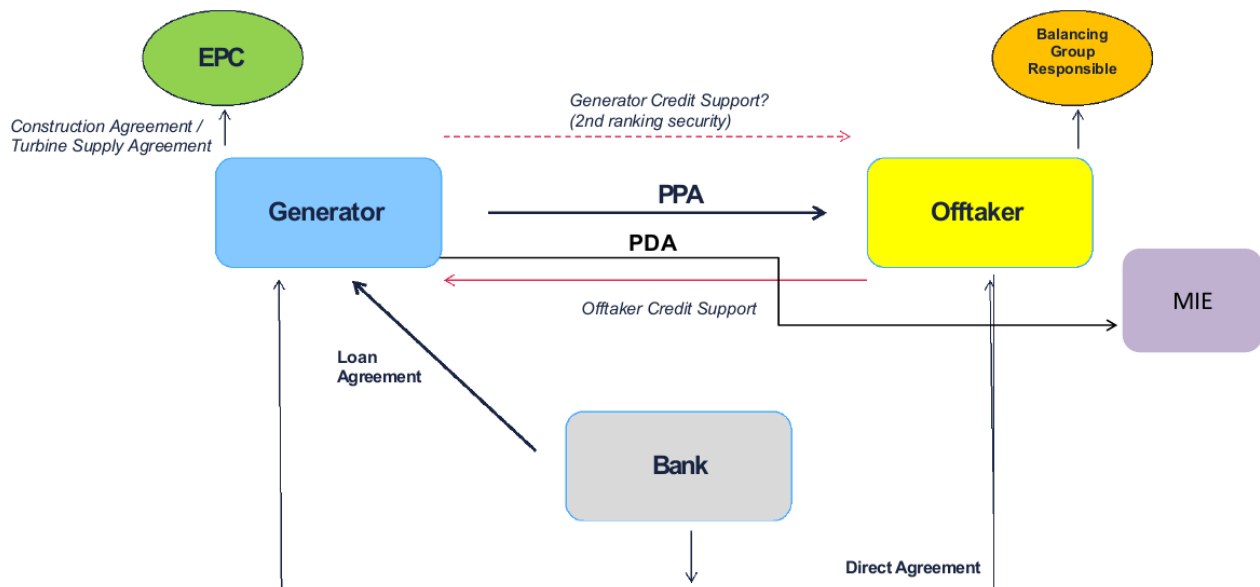 EPC
Balancing
Group
Responsible
Construction Agreement /
Turbine Supply Agreement
Generator Credit Support?
(2nd ranking security)
Generator
PPA
Offtaker
PDA
MIE
Offtaker Credit Support
Loan
Agreement
Bank
Direct Agreement